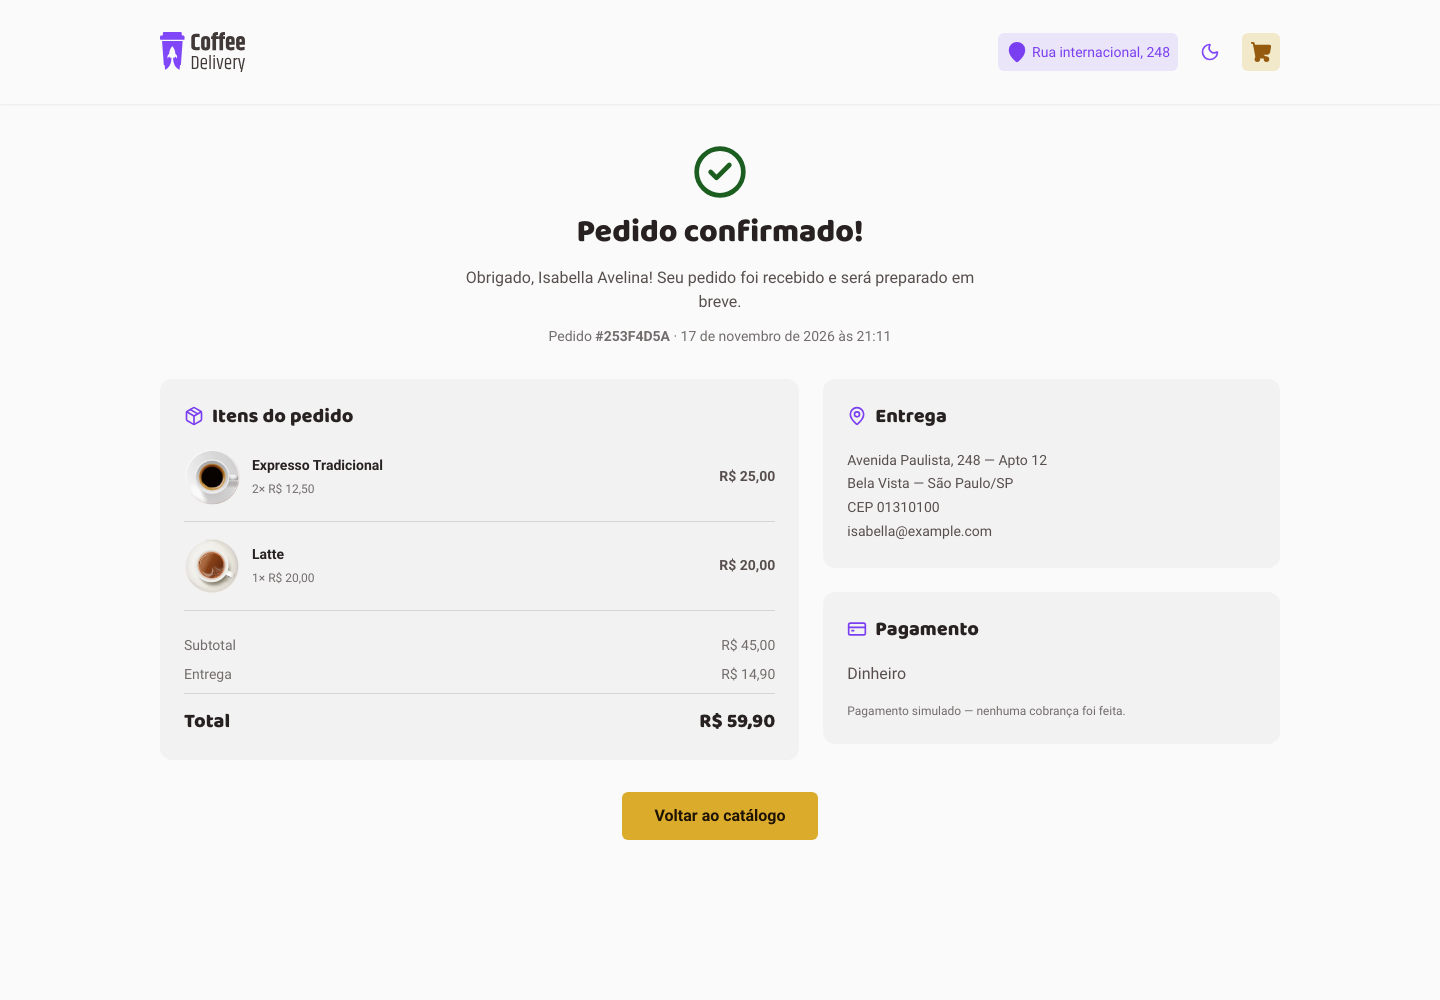 Coffee
Delivery
Rua internacional, 248
Pedido confirmado!
Obrigado, Isabella Avelina! Seu pedido foi recebido e será preparado em
breve.
Pedido #253F4D5A · 17 de novembro de 2026 às 21:11
Itens do pedido
Expresso Tradicional
2× R$ 12,50
R$ 25,00
Latte
1× R$ 20,00
R$ 20,00
Subtotal R$ 45,00
Entrega R$ 14,90
Total R$ 59,90
Entrega
Avenida Paulista, 248 — Apto 12
Bela Vista — São Paulo/SP
CEP 01310100
isabella@example.com
Pagamento
Dinheiro
Pagamento simulado — nenhuma cobrança foi feita.
Voltar ao catálogo